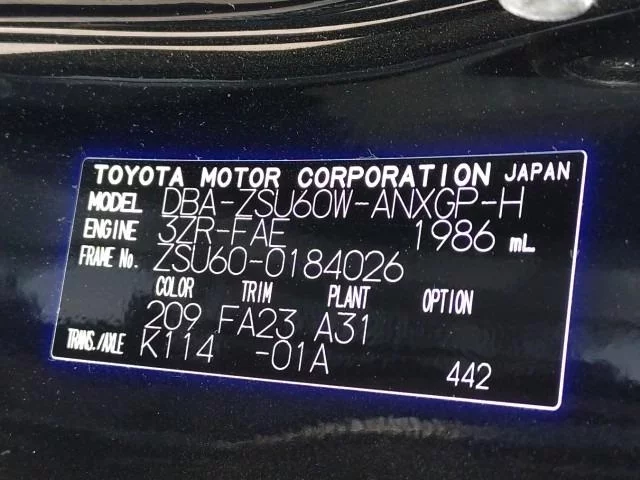 TOYOTA MOTOR CORPORATION JAPAN
MODEL DBA-ZSU60W-ANXGP-H
ENGINE 3ZR-FAE 1986 mL
FRAME No. ZSU60-0184026
COLOR TRIM PLANT OPTION
209 FA23 A31
TRANS./AXLE K114 -01A 442